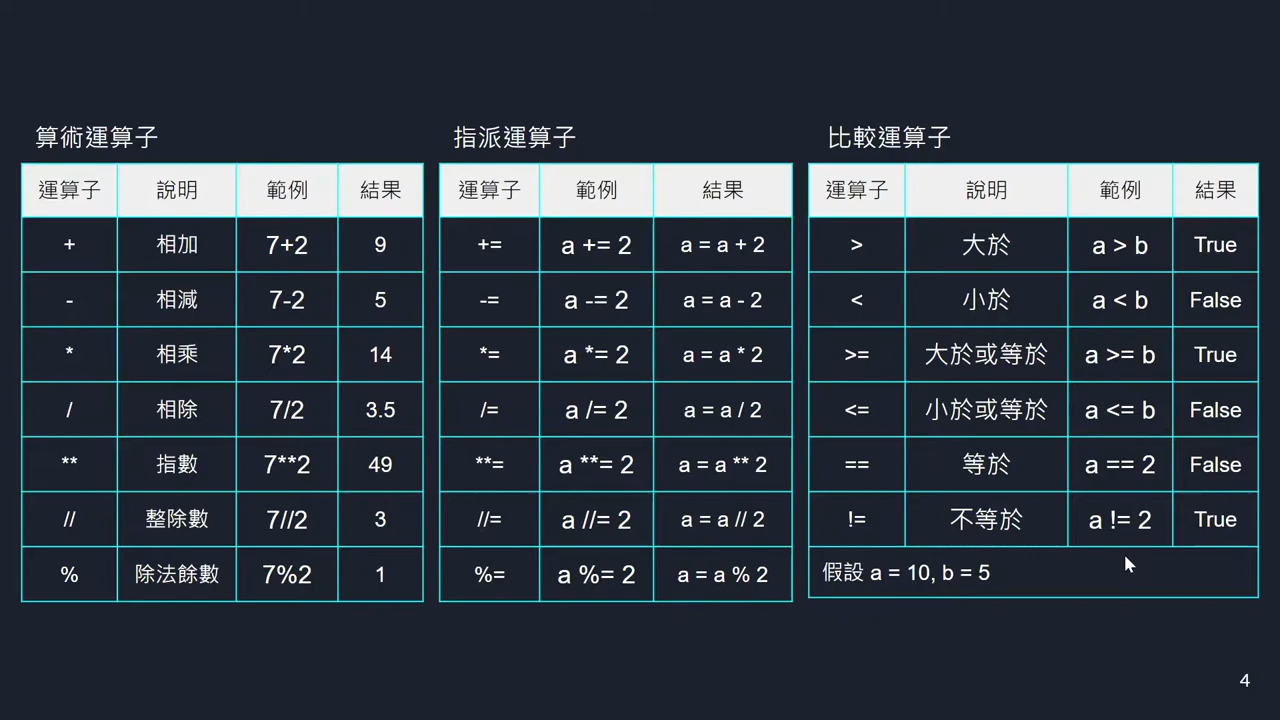 算術運算子
運算子 說明 範例 結果
+ 相加 7+2 9
- 相減 7-2 5
* 相乘 7*2 14
/ 相除 7/2 3.5
** 指數 7**2 49
// 整除數 7//2 3
% 除法餘數 7%2 1
指派運算子
運算子 範例 結果
+= a += 2 a = a + 2
-= a -= 2 a = a - 2
*= a *= 2 a = a * 2
/= a /= 2 a = a / 2
**= a **= 2 a = a ** 2
//= a //= 2 a = a // 2
%= a %= 2 a = a % 2
比較運算子
運算子 說明 範例 結果
> 大於 a > b True
< 小於 a < b False
>= 大於或等於 a >= b True
<= 小於或等於 a <= b False
== 等於 a == 2 False
!= 不等於 a != 2 True
假設 a = 10, b = 5
4